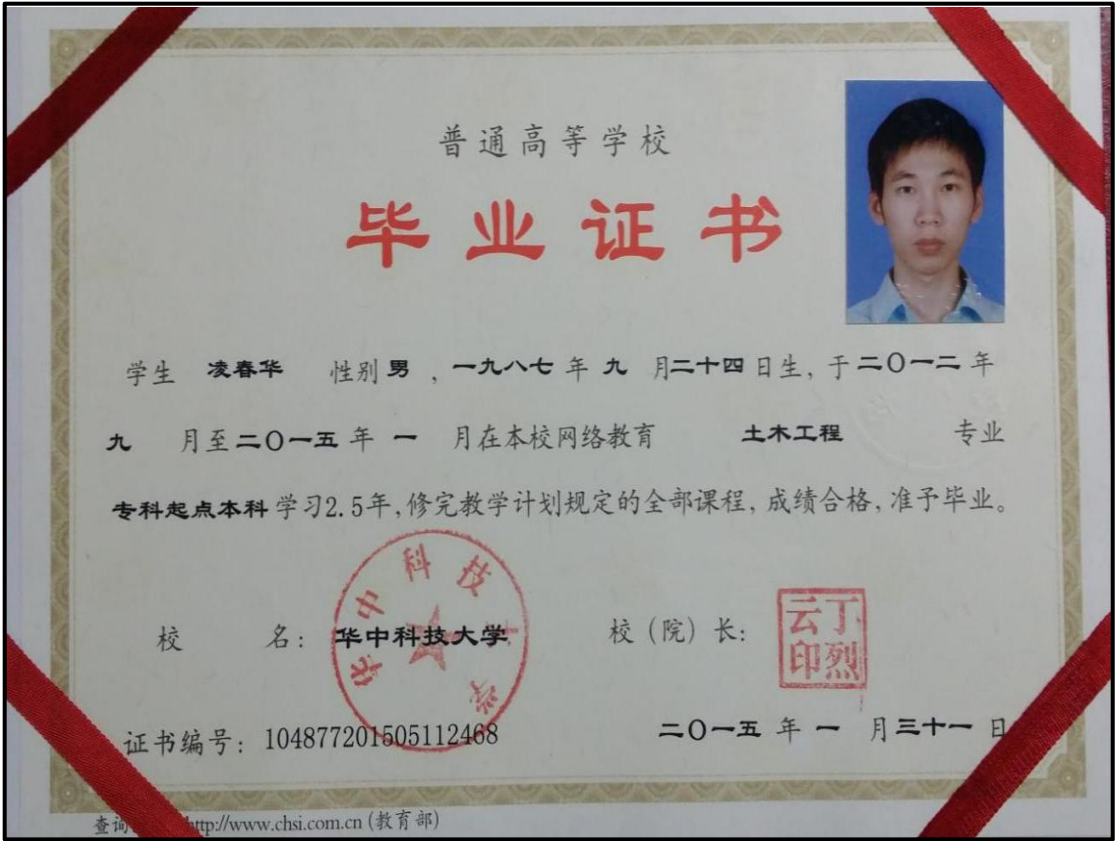 普通高等学校
毕业证书
学生 凌春华 性别 男 , 一九八七 年 九 月 二十四 日生, 于 二〇一二 年
九 月至 二〇一五 年 一 月在本校网络教育 土木工程 专业
专科起点本科 学习2.5年, 修完教学计划规定的全部课程, 成绩合格, 准予毕业。
华中科技大学
校 名: 华中科技大学 校(院)长: 丁烈云印
证书编号: 104877201505112468 二〇一五 年 一 月 三十一 日
查询 http://www.chsi.com.cn (教育部)